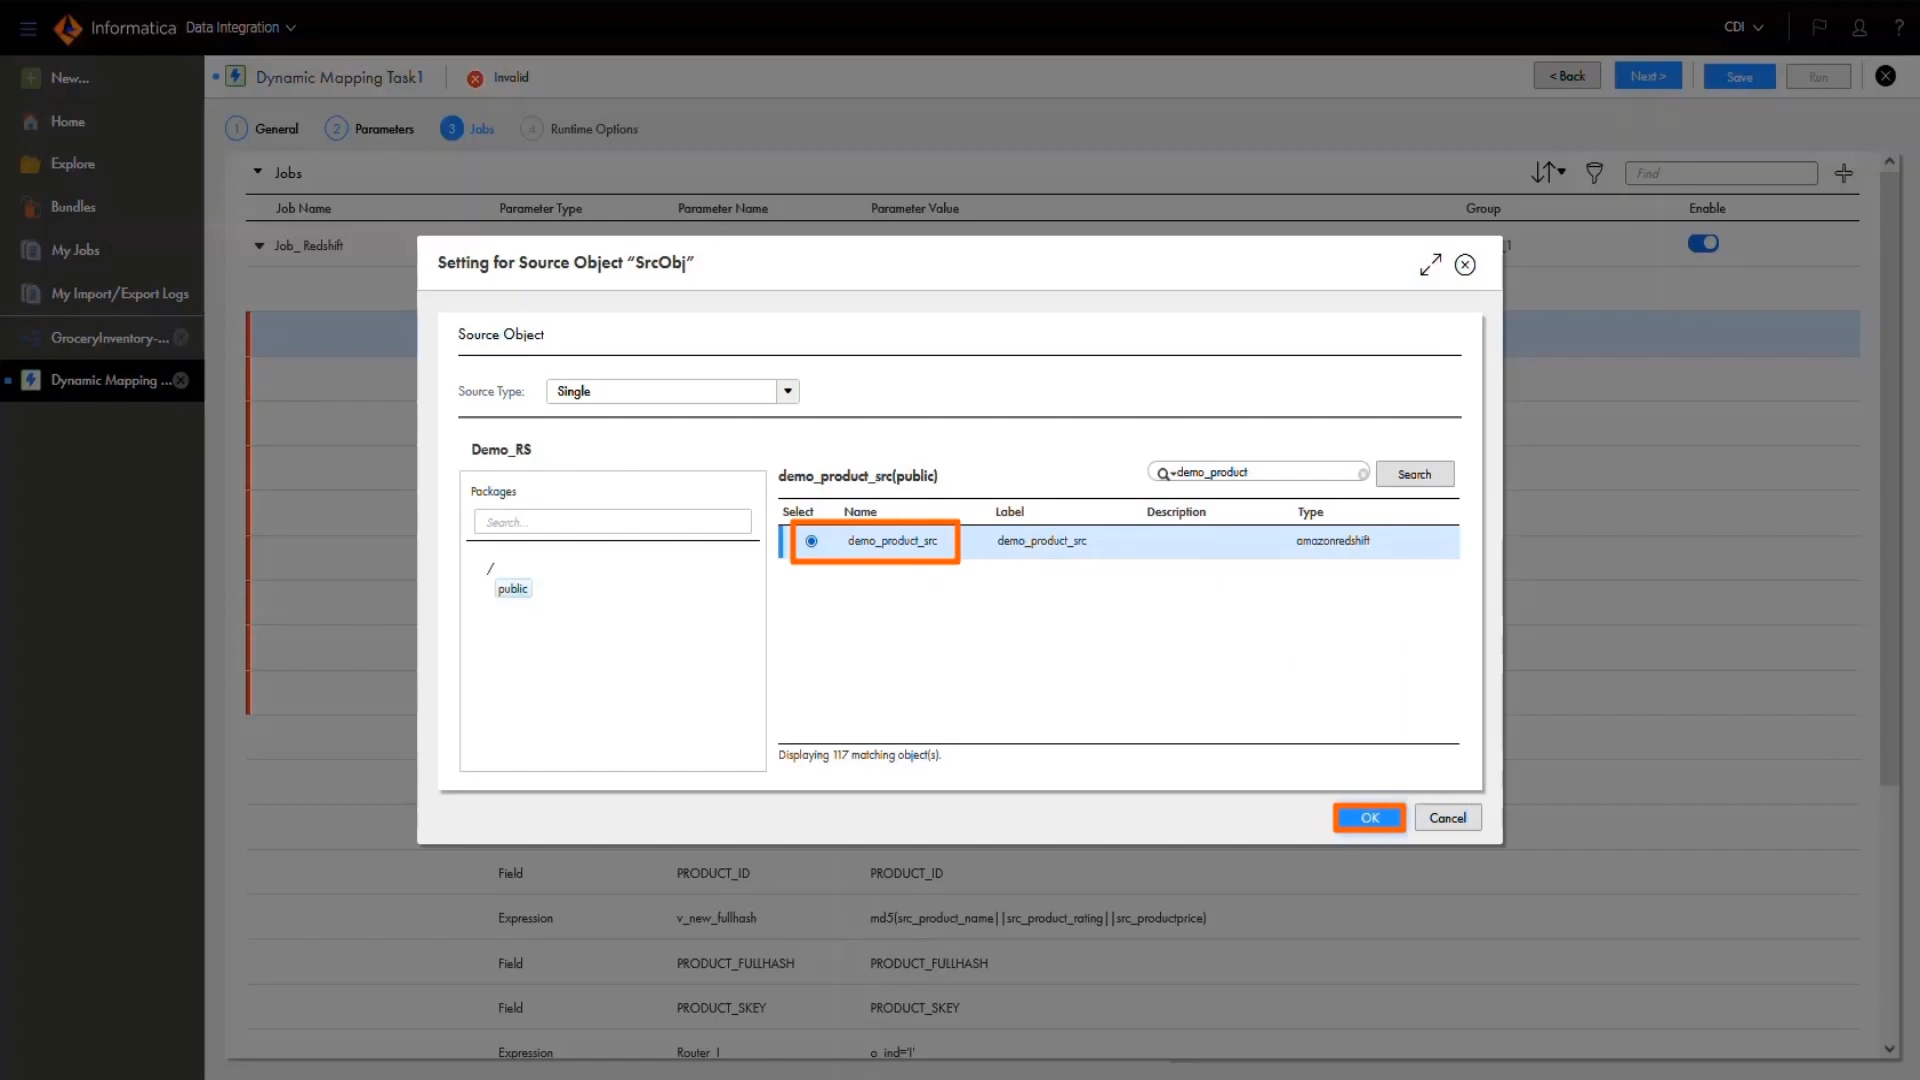 Informatica Data Integration CDI ?
New...
Home
Explore
Bundles
My Jobs
My Import/Export Logs
GroceryInventory-...
Dynamic Mapping ...
Dynamic Mapping Task1 Invalid < Back Next > Save Run
1 General 2 Parameters 3 Jobs 4 Runtime Options
Jobs Find
Job Name Parameter Type Parameter Name Parameter Value Group Enable
Job_ Redshift
Setting for Source Object “SrcObj”
Source Object
Source Type: Single
Demo_RS
Packages
Search...
/
public
demo_product_src(public) demo_product Search
Select Name Label Description Type
demo_product_src demo_product_src amazonredshift
Displaying 117 matching object(s).
OK Cancel
Field PRODUCT_ID PRODUCT_ID
Expression v_new_fullhash md5(src_product_name||src_product_rating||src_productprice)
Field PRODUCT_FULLHASH PRODUCT_FULLHASH
Field PRODUCT_SKEY PRODUCT_SKEY
Expression Router_I o_ind='I'